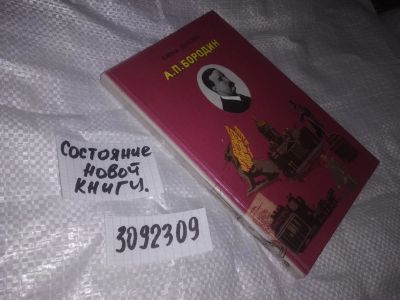 А.П.БОРОДИН
Состояние
новой
книги.
3092309